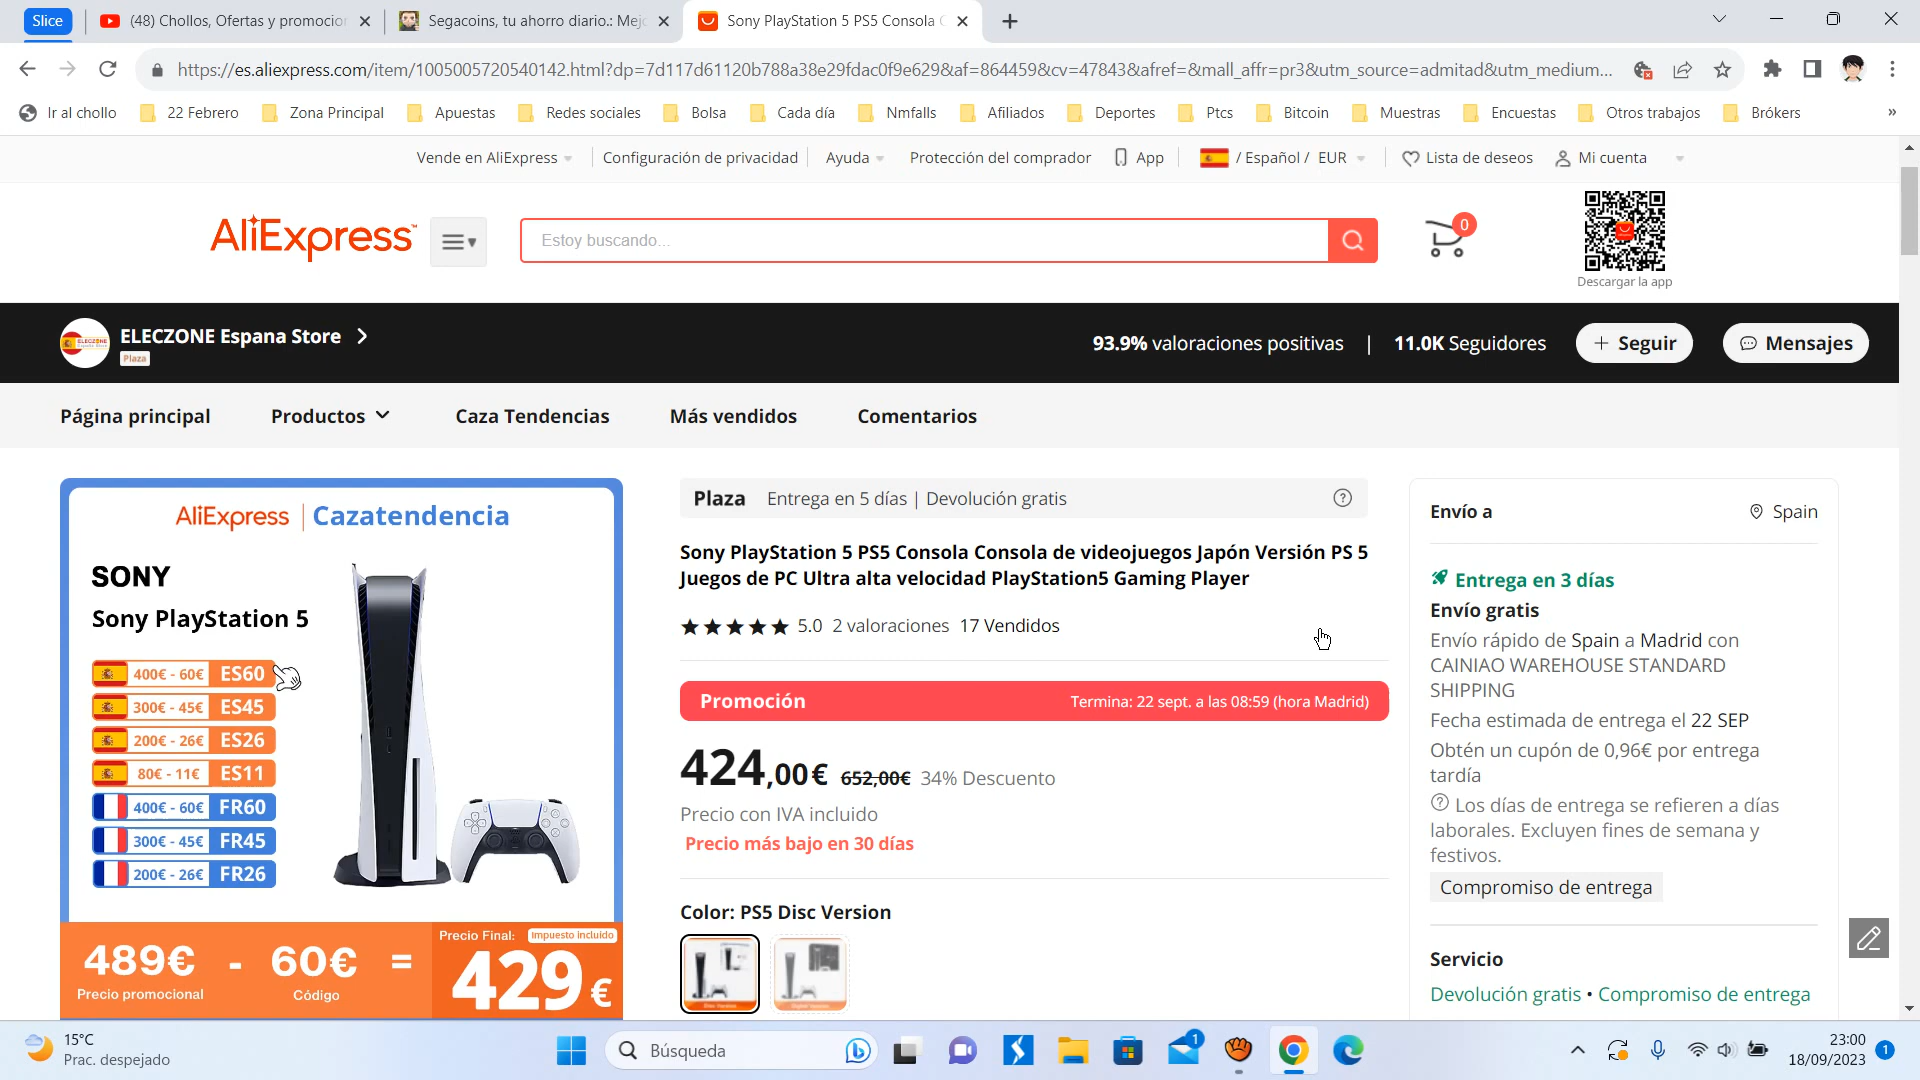 Slice
(48) Chollos, Ofertas y promocion
Segacoins, tu ahorro diario.: Mejo
Sony PlayStation 5 PS5 Consola C
https://es.aliexpress.com/item/1005005720540142.html?dp=7d117d61120b788a38e29fdac0f9e629&af=864459&cv=47843&afref=&mall_affr=pr3&utm_source=admitad&utm_medium...
Ir al chollo
22 Febrero
Zona Principal
Apuestas
Redes sociales
Bolsa
Cada día
Nmfalls
Afiliados
Deportes
Ptcs
Bitcoin
Muestras
Encuestas
Otros trabajos
Brókers
»
Vende en AliExpress
Configuración de privacidad
Ayuda
Protección del comprador
App
/ Español / EUR
Lista de deseos
Mi cuenta
AliExpress™
Estoy buscando...
0
Descargar la app
ELECZONE Espana Store
Plaza
93.9% valoraciones positivas | 11.0K Seguidores
+ Seguir
Mensajes
Página principal
Productos
Caza Tendencias
Más vendidos
Comentarios
AliExpress | Cazatendencia
SONY
Sony PlayStation 5
400€ - 60€ ES60
300€ - 45€ ES45
200€ - 26€ ES26
80€ - 11€ ES11
400€ - 60€ FR60
300€ - 45€ FR45
200€ - 26€ FR26
489€ - 60€ =
Precio promocional
Código
Precio Final: Impuesto incluido
429€
Plaza Entrega en 5 días | Devolución gratis
Sony PlayStation 5 PS5 Consola Consola de videojuegos Japón Versión PS 5
Juegos de PC Ultra alta velocidad PlayStation5 Gaming Player
5.0 2 valoraciones 17 Vendidos
Promoción
Termina: 22 sept. a las 08:59 (hora Madrid)
424,00€ 652,00€ 34% Descuento
Precio con IVA incluido
Precio más bajo en 30 días
Color: PS5 Disc Version
Envío a
Spain
Entrega en 3 días
Envío gratis
Envío rápido de Spain a Madrid con
CAINIAO WAREHOUSE STANDARD
SHIPPING
Fecha estimada de entrega el 22 SEP
Obtén un cupón de 0,96€ por entrega
tardía
Los días de entrega se refieren a días
laborales. Excluyen fines de semana y
festivos.
Compromiso de entrega
Servicio
Devolución gratis • Compromiso de entrega
15°C
Prac. despejado
Búsqueda
1
23:00
18/09/2023
1